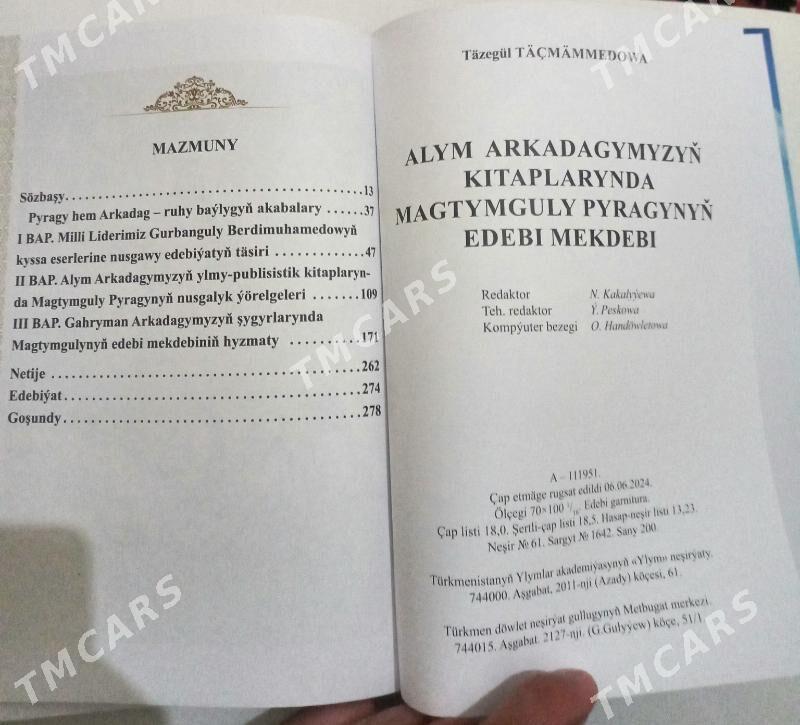 MAZMUNY
Sözbaşy. . . . . . . . . . . . . . . . . . . . . . . . . . . . . . . . . . . . . . . . .13
Pyragy hem Arkadag – ruhy baýlygyň akabalary . . . . . .37
I BAP. Milli Liderimiz Gurbanguly Berdimuhamedowyň
kyssa eserlerine nusgawy edebiýatyň täsiri . . . . . . . . . . . . .47
II BAP. Alym Arkadagymyzyň ylmy-publisistik kitaplaryn-
da Magtymguly Pyragynyň nusgalyk ýörelgeleri . . . . . . .109
III BAP. Gahryman Arkadagymyzyň şygyrlarynda
Magtymgulynyň edebi mekdebiniň hyzmaty . . . . . . . . . .171
Netije . . . . . . . . . . . . . . . . . . . . . . . . . . . . . . . . . . . . . . . .262
Edebiýat. . . . . . . . . . . . . . . . . . . . . . . . . . . . . . . . . . . . . .274
Goşundy. . . . . . . . . . . . . . . . . . . . . . . . . . . . . . . . . . . . . .278
Täzegül TÄÇMÄMMEDOWA
ALYM ARKADAGYMYZYŇ
KITAPLARYNDA
MAGTYMGULY PYRAGYNYŇ
EDEBI MEKDEBI
Redaktor N. Kakalyýewa
Teh. redaktor Ý. Peskowa
Kompýuter bezegi O. Handöwletowa
A – 111951.
Çap etmäge rugsat edildi 06.06.2024.
Ölçegi 70×100 1/16. Edebi garnitura.
Çap listi 18,0. Şertli-çap listi 18,5. Hasap-neşir listi 13,23.
Neşir № 61. Sargyt № 1642. Sany 200.
Türkmenistanyň Ylymlar akademiýasynyň «Ylym» neşirýaty.
744000. Aşgabat, 2011-nji (Azady) köçesi, 61.
Türkmen döwlet neşirýat gullugynyň Metbugat merkezi.
744015. Aşgabat. 2127-nji. (G.Gulyýew) köçe, 51/1.
TMCARS
TMCARS
TMCARS
TMCARS
TMCARS